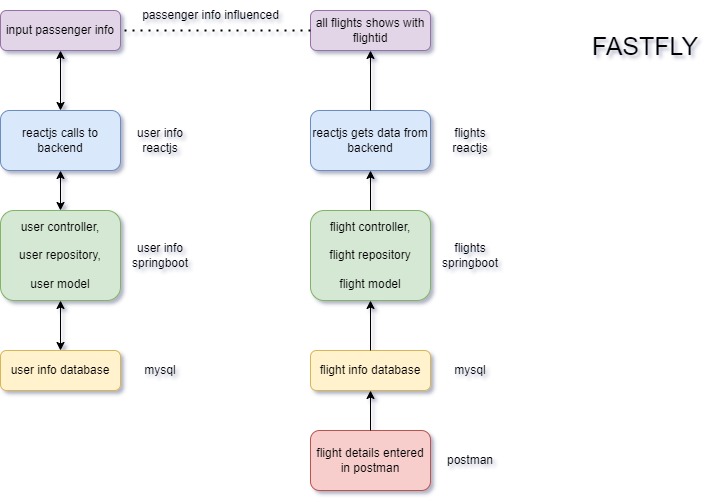 passenger info influenced
input passenger info
all flights shows with
flightid
FASTFLY
reactjs calls to
backend
user info
reactjs
reactjs gets data from
backend
flights
reactjs
user controller,
user repository,
user model
user info
springboot
flight controller,
flight repository
flight model
flights
springboot
user info database
mysql
flight info database
mysql
flight details entered
in postman
postman